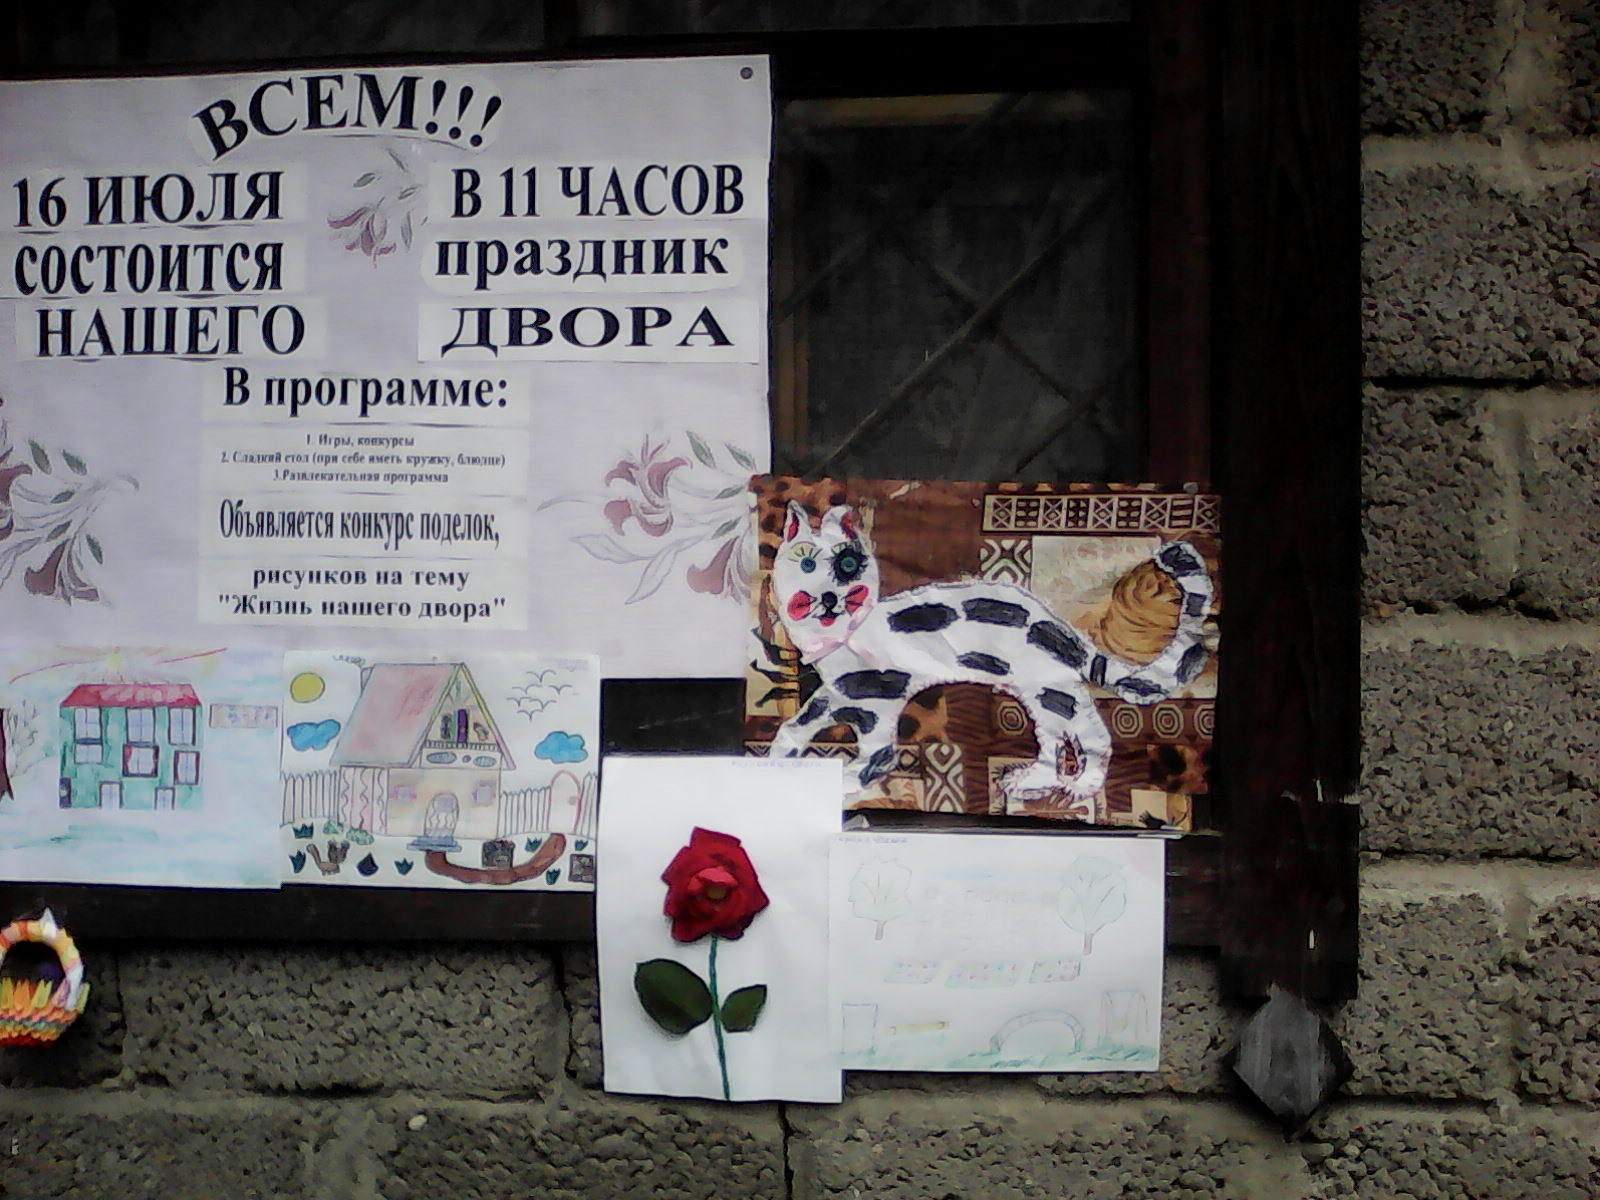 ВСЕМ!!!
16 ИЮЛЯ В 11 ЧАСОВ
СОСТОИТСЯ праздник
НАШЕГО ДВОРА
В программе:
1. Игры, конкурсы
2. Сладкий стол (при себе иметь кружку, блюдце)
3.Развлекательная программа
Объявляется конкурс поделок,
рисунков на тему
"Жизнь нашего двора"